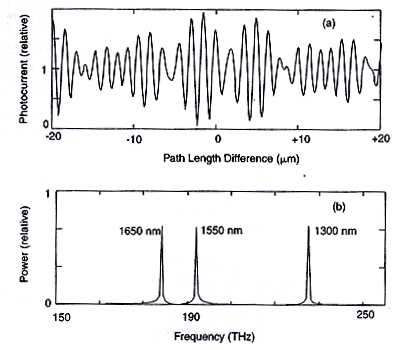 (a)
Photocurrent (relative)
1
0
-20
-10
0
+10
+20
Path Length Difference (μm)
(b)
Power (relative)
1
0
1650 nm
1550 nm
1300 nm
150
190
250
Frequency (THz)